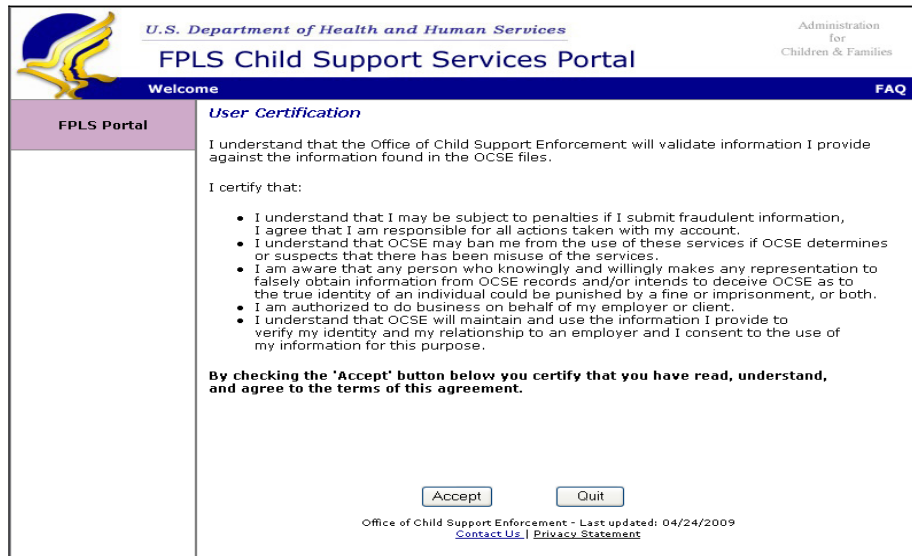 U.S. Department of Health and Human Services
Administration
for
Children & Families
FPLS Child Support Services Portal
Welcome
FAQ
FPLS Portal
User Certification
I understand that the Office of Child Support Enforcement will validate information I provide
against the information found in the OCSE files.
I certify that:
• I understand that I may be subject to penalties if I submit fraudulent information,
I agree that I am responsible for all actions taken with my account.
• I understand that OCSE may ban me from the use of these services if OCSE determines
or suspects that there has been misuse of the services.
• I am aware that any person who knowingly and willingly makes any representation to
falsely obtain information from OCSE records and/or intends to deceive OCSE as to
the true identity of an individual could be punished by a fine or imprisonment, or both.
• I am authorized to do business on behalf of my employer or client.
• I understand that OCSE will maintain and use the information I provide to
verify my identity and my relationship to an employer and I consent to the use of
my information for this purpose.
By checking the 'Accept' button below you certify that you have read, understand,
and agree to the terms of this agreement.
Accept
Quit
Office of Child Support Enforcement - Last updated: 04/24/2009
Contact Us | Privacy Statement